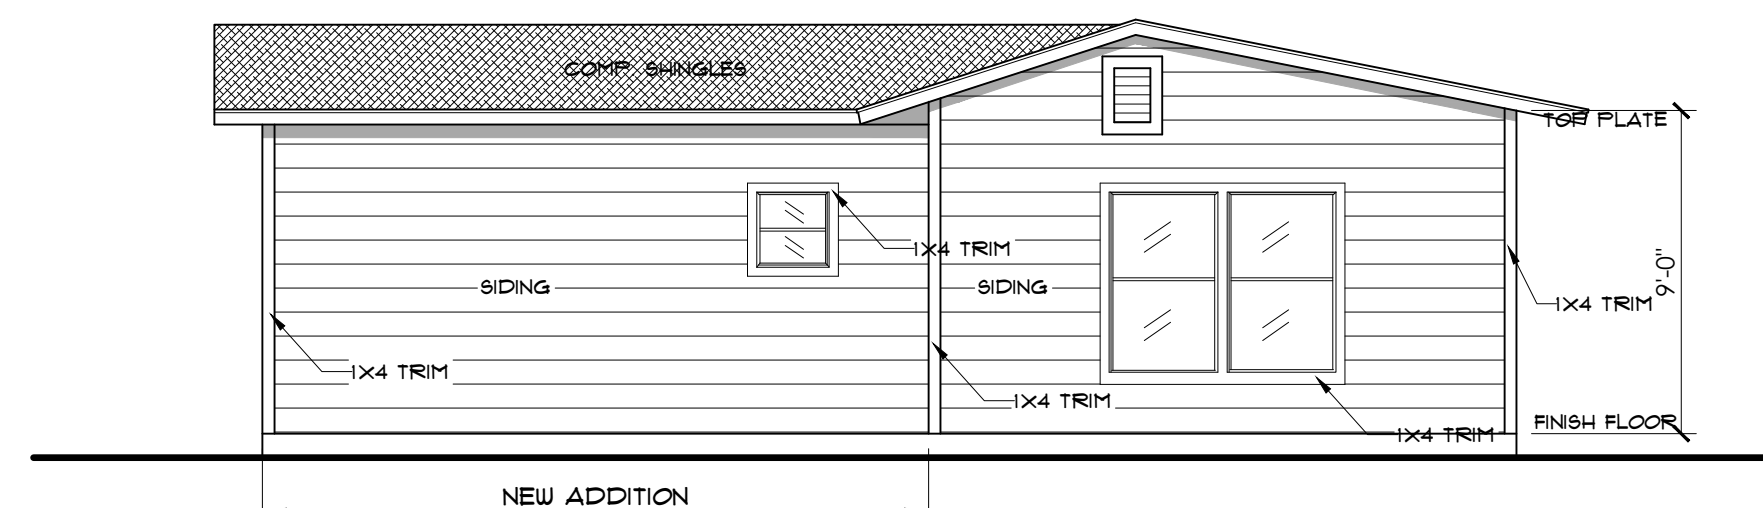 COMP SHINGLES
TOP PLATE
1X4 TRIM
SIDING
SIDING
9'-0"
1X4 TRIM
1X4 TRIM
1X4 TRIM
FINISH FLOOR
1X4 TRIM
NEW ADDITION